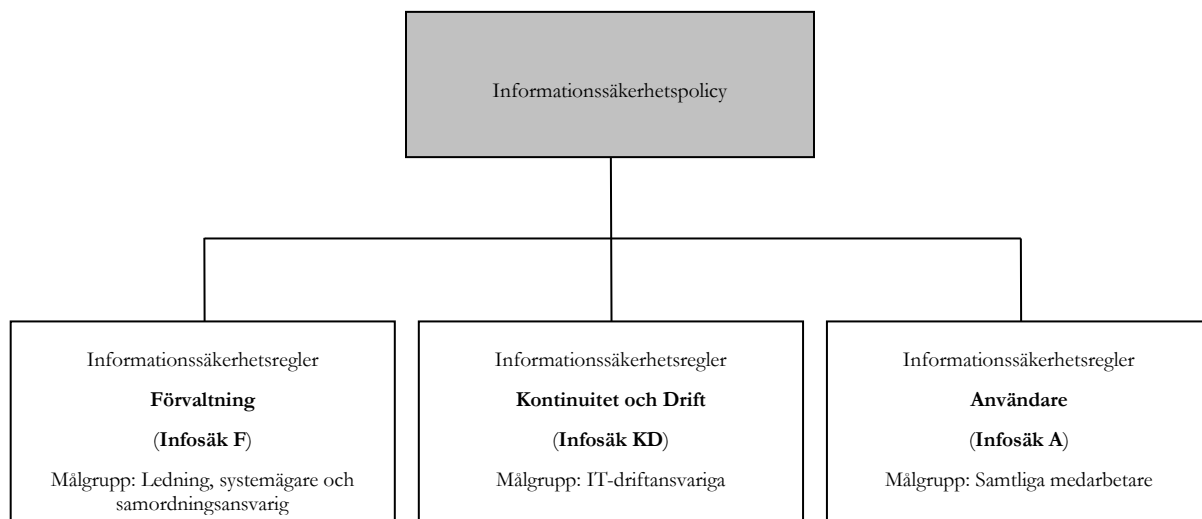 Informationssäkerhetspolicy
Informationssäkerhetsregler
Förvaltning
(Infosäk F)
Målgrupp: Ledning, systemägare och
samordningsansvarig
Informationssäkerhetsregler
Kontinuitet och Drift
(Infosäk KD)
Målgrupp: IT-driftansvariga
Informationssäkerhetsregler
Användare
(Infosäk A)
Målgrupp: Samtliga medarbetare